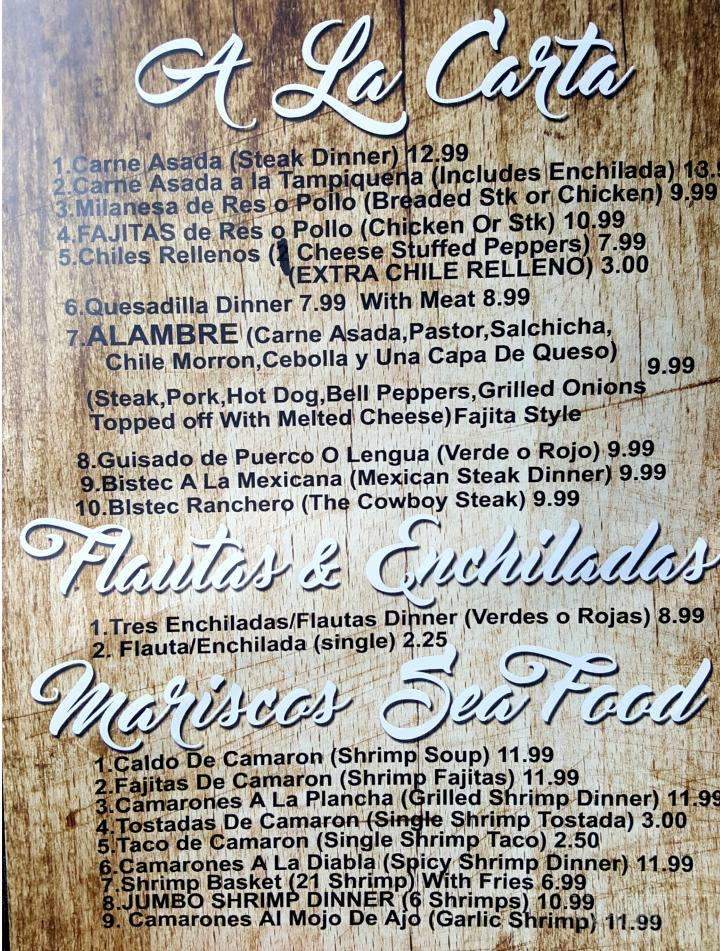 A La Carta
1.Carne Asada (Steak Dinner) 12.99
2.Carne Asada a la Tampiquena (Includes Enchilada)
3.Milanesa de Res o Pollo (Breaded Stk or Chicken) 9.99
4.FAJITAS de Res o Pollo (Chicken Or Stk) 10.99
5.Chiles Rellenos (2 Cheese Stuffed Peppers) 7.99
(EXTRA CHILE RELLENO) 3.00
6.Quesadilla Dinner 7.99 With Meat 8.99
7.ALAMBRE (Carne Asada,Pastor,Salchicha,
Chile Morron,Cebolla y Una Capa De Queso)
9.99
(Steak,Pork,Hot Dog,Bell Peppers,Grilled Onions
Topped off With Melted Cheese)Fajita Style
8.Guisado de Puerco O Lengua (Verde o Rojo) 9.99
9.Bistec A La Mexicana (Mexican Steak Dinner) 9.99
10.BIstec Ranchero (The Cowboy Steak) 9.99
Flautas & Enchiladas
1.Tres Enchiladas/Flautas Dinner (Verdes o Rojas) 8.99
2. Flauta/Enchilada (single) 2.25
Mariscos SeaFood
1.Caldo De Camaron (Shrimp Soup) 11.99
2.Fajitas De Camaron (Shrimp Fajitas) 11.99
3.Camarones A La Plancha (Grilled Shrimp Dinner) 11.99
4.Tostadas De Camaron (Single Shrimp Tostada) 3.00
5.Taco de Camaron (Single Shrimp Taco) 2.50
6.Camarones A La Diabla (Spicy Shrimp Dinner) 11.99
7.Shrimp Basket (21 Shrimp) With Fries 6.99
8.JUMBO SHRIMP DINNER (6 Shrimps) 10.99
9. Camarones Al Mojo De Ajo (Garlic Shrimp) 11.99